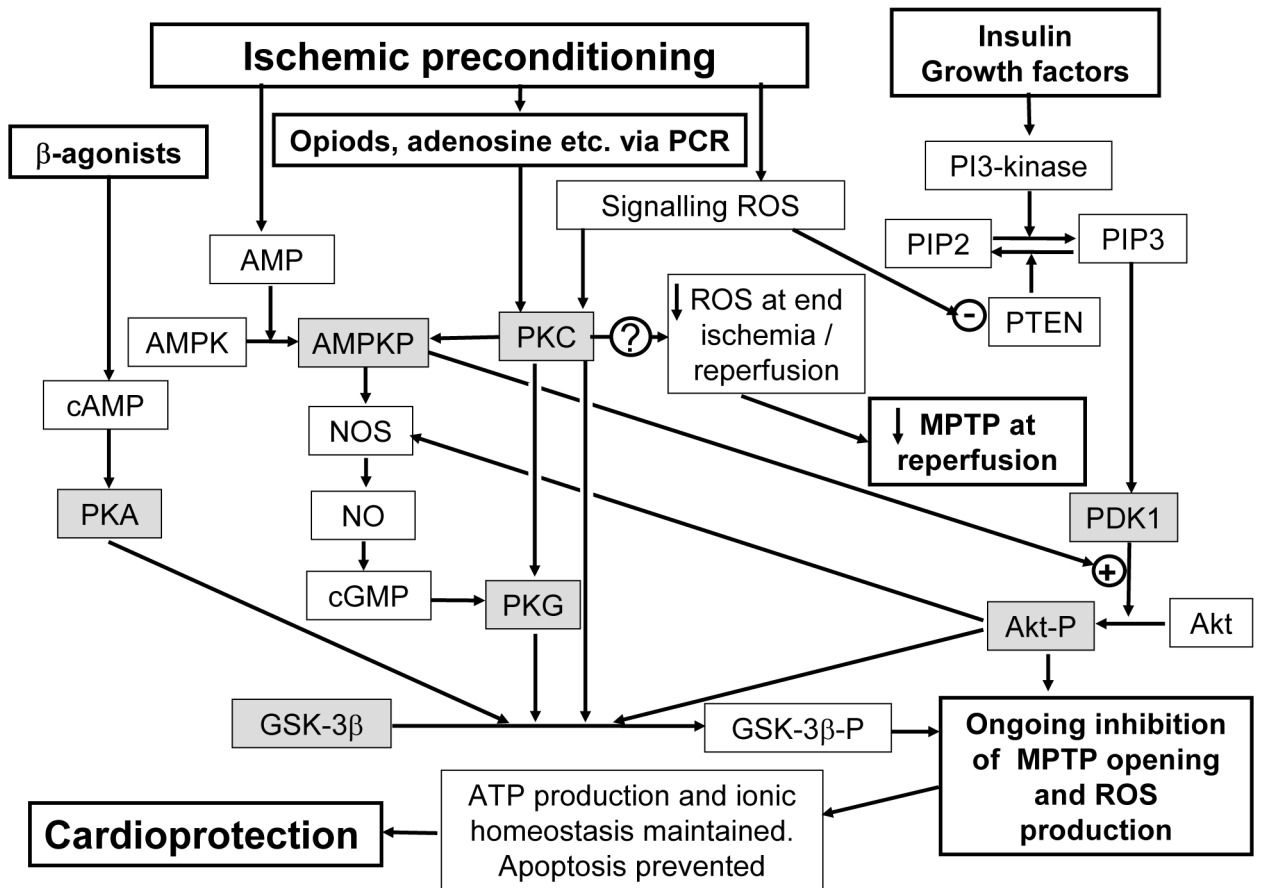 Ischemic preconditioning
Insulin
Growth factors
β-agonists
Opiods, adenosine etc. via PCR
PI3-kinase
Signalling ROS
PIP2
PIP3
AMP
ROS at end
ischemia /
reperfusion
-
PTEN
AMPK
AMPKP
PKC
?
cAMP
NOS
MPTP at
reperfusion
PKA
NO
PDK1
+
cGMP
PKG
Akt-P
Akt
GSK-3β
GSK-3β-P
Ongoing inhibition
of MPTP opening
and ROS
production
ATP production and ionic
homeostasis maintained.
Apoptosis prevented
Cardioprotection